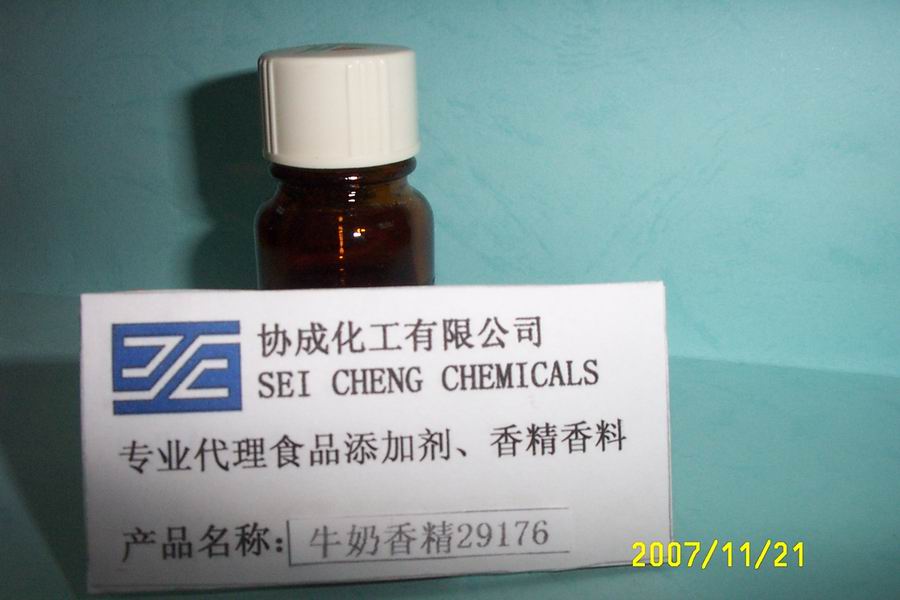 协成化工有限公司
SEI CHENG CHEMICALS
专业代理食品添加剂、香精香料
产品名称:牛奶香精29176
2007/11/21